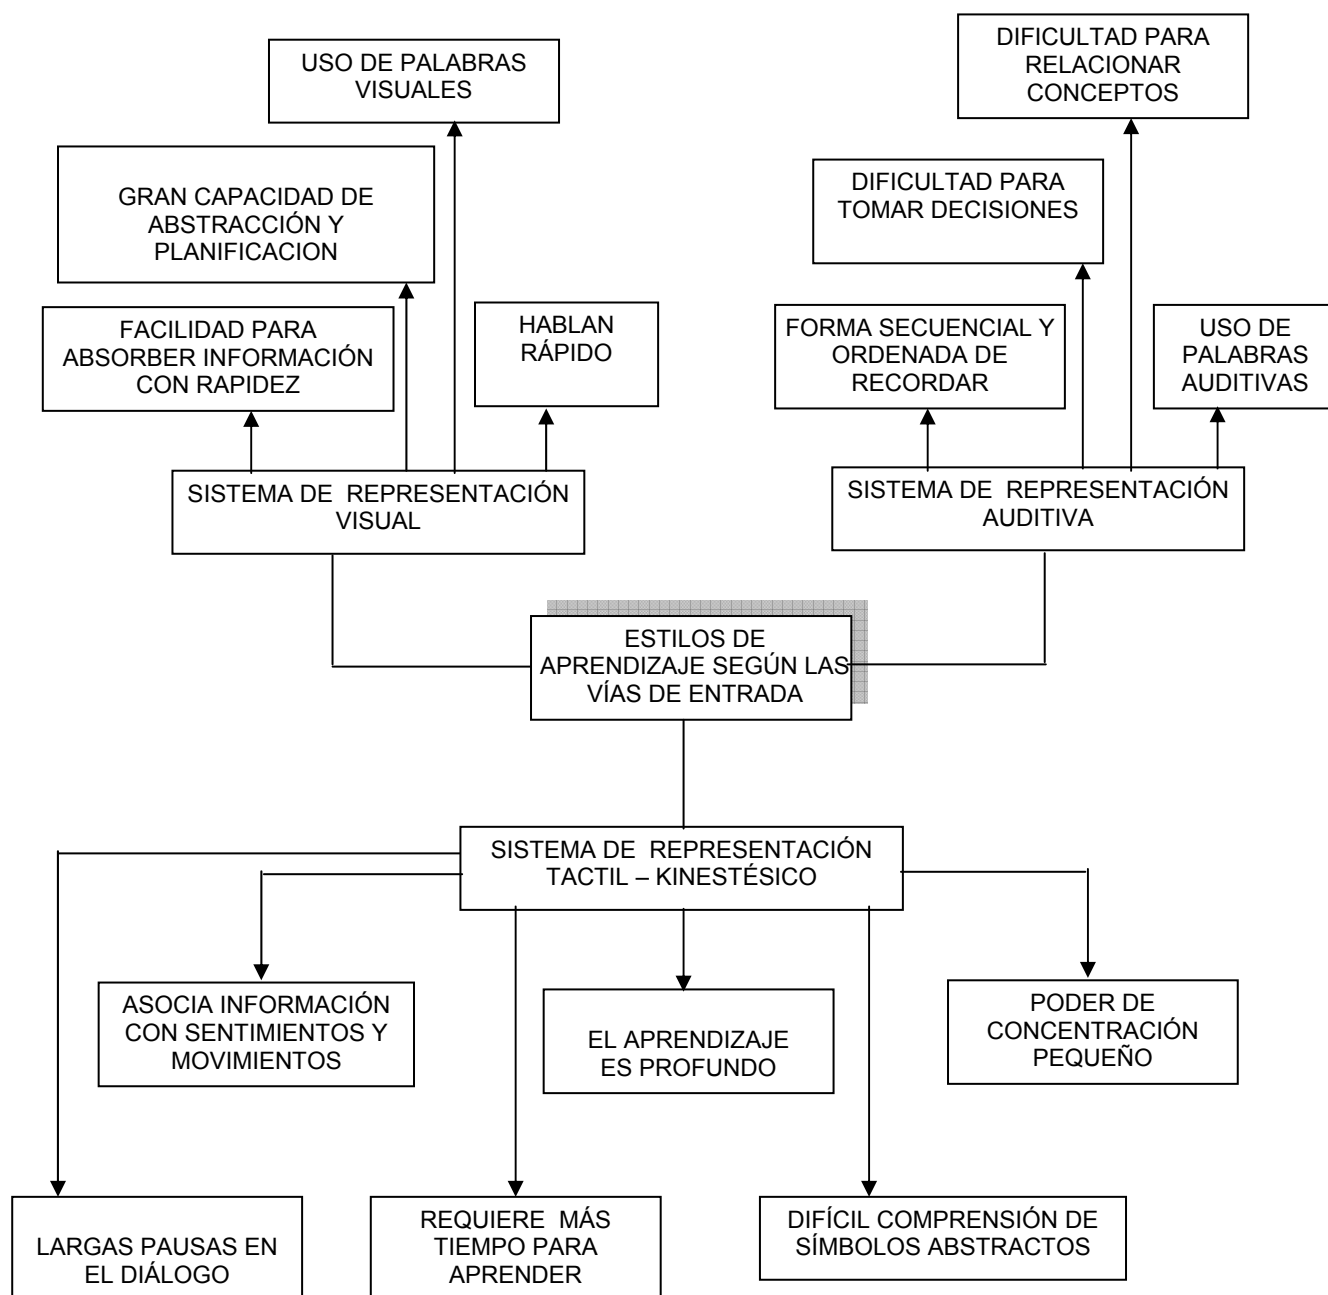 USO DE PALABRAS
VISUALES
DIFICULTAD PARA
RELACIONAR
CONCEPTOS
GRAN CAPACIDAD DE
ABSTRACCIÓN Y
PLANIFICACION
DIFICULTAD PARA
TOMAR DECISIONES
FACILIDAD PARA
ABSORBER INFORMACIÓN
CON RAPIDEZ
HABLAN
RÁPIDO
FORMA SECUENCIAL Y
ORDENADA DE
RECORDAR
USO DE
PALABRAS
AUDITIVAS
SISTEMA DE REPRESENTACIÓN
VISUAL
SISTEMA DE REPRESENTACIÓN
AUDITIVA
ESTILOS DE
APRENDIZAJE SEGÚN LAS
VÍAS DE ENTRADA
SISTEMA DE REPRESENTACIÓN
TACTIL – KINESTÉSICO
ASOCIA INFORMACIÓN
CON SENTIMIENTOS Y
MOVIMIENTOS
EL APRENDIZAJE
ES PROFUNDO
PODER DE
CONCENTRACIÓN
PEQUEÑO
LARGAS PAUSAS EN
EL DIÁLOGO
REQUIERE MÁS
TIEMPO PARA
APRENDER
DIFÍCIL COMPRENSIÓN DE
SÍMBOLOS ABSTRACTOS